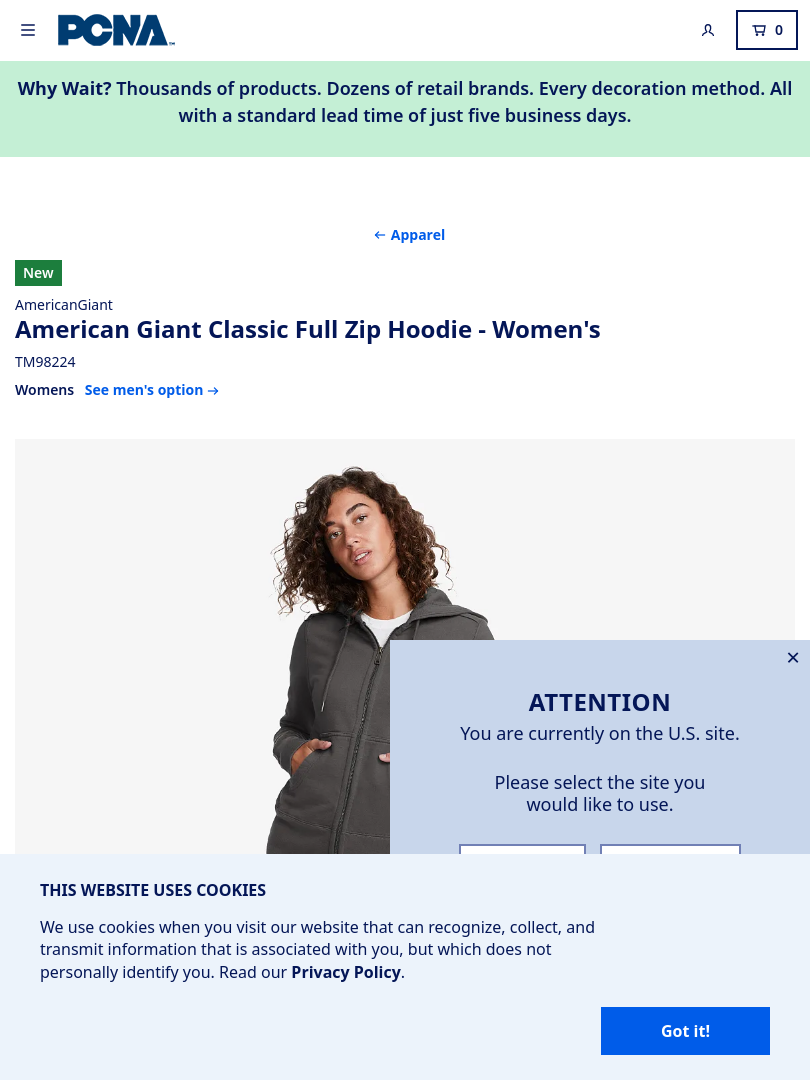 PCNA™
0
Why Wait? Thousands of products. Dozens of retail brands. Every decoration method. All
with a standard lead time of just five business days.
← Apparel
New
AmericanGiant
American Giant Classic Full Zip Hoodie - Women's
TM98224
Womens See men's option →
ATTENTION
You are currently on the U.S. site.
Please select the site you
would like to use.
THIS WEBSITE USES COOKIES
We use cookies when you visit our website that can recognize, collect, and
transmit information that is associated with you, but which does not
personally identify you. Read our Privacy Policy.
Got it!